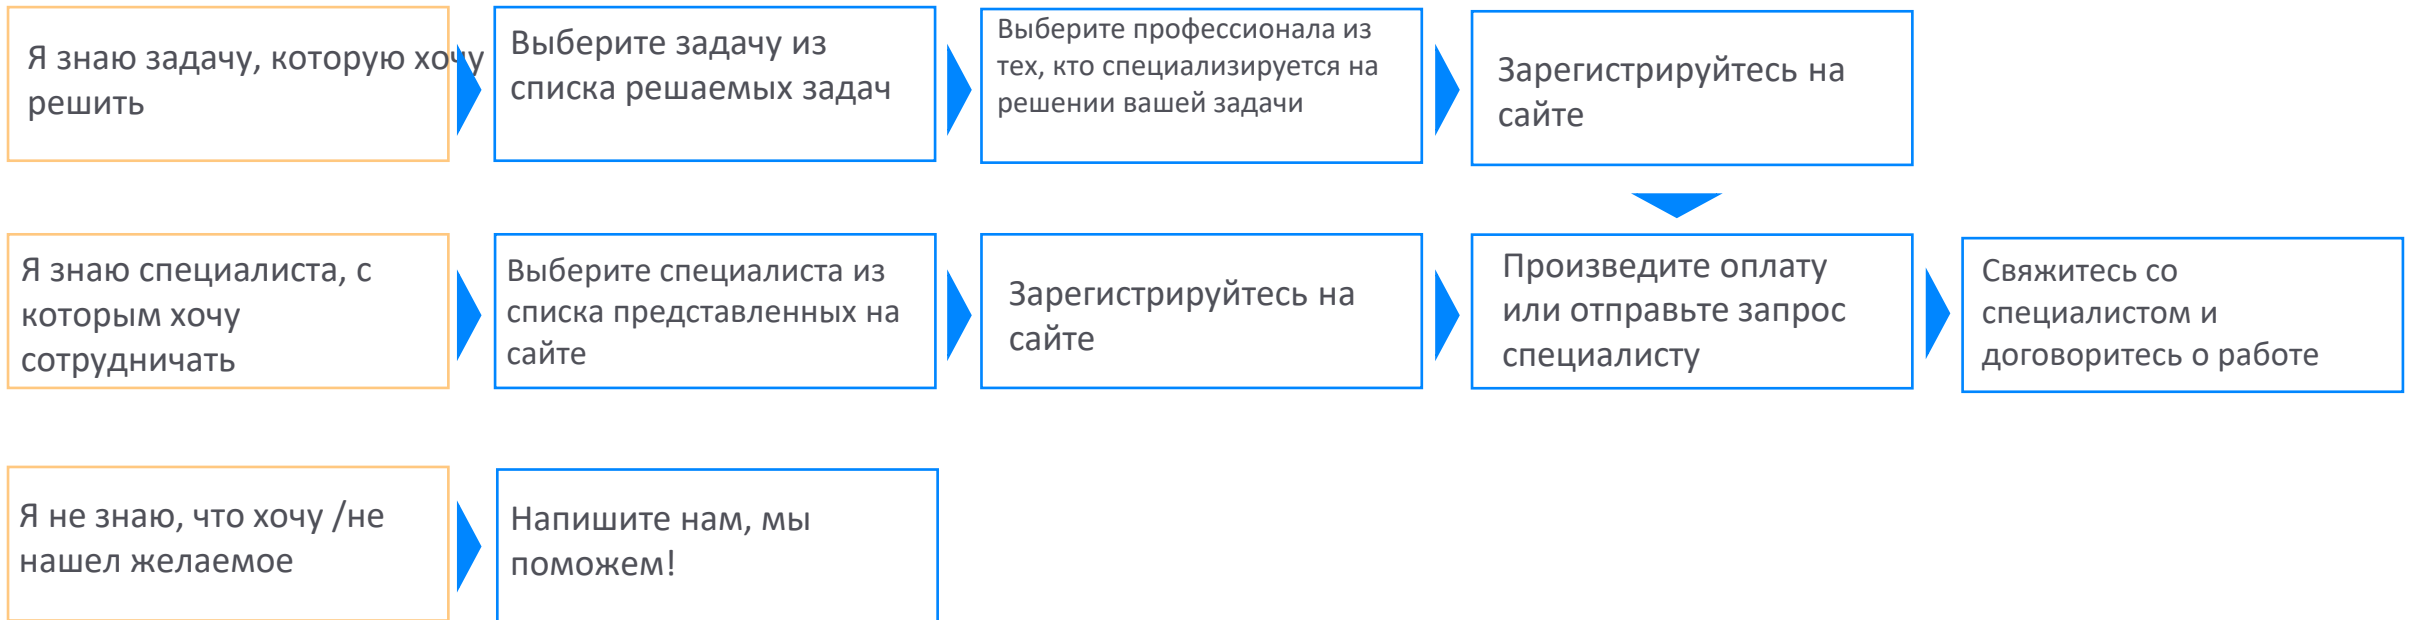 Я знаю задачу, которую хочу
решить
Выберите задачу из
списка решаемых задач
Выберите профессионала из
тех, кто специализируется на
решении вашей задачи
Зарегистрируйтесь на
сайте
Я знаю специалиста, с
которым хочу
сотрудничать
Выберите специалиста из
списка представленных на
сайте
Зарегистрируйтесь на
сайте
Произведите оплату
или отправьте запрос
специалисту
Свяжитесь со
специалистом и
договоритесь о работе
Я не знаю, что хочу /не
нашел желаемое
Напишите нам, мы
поможем!